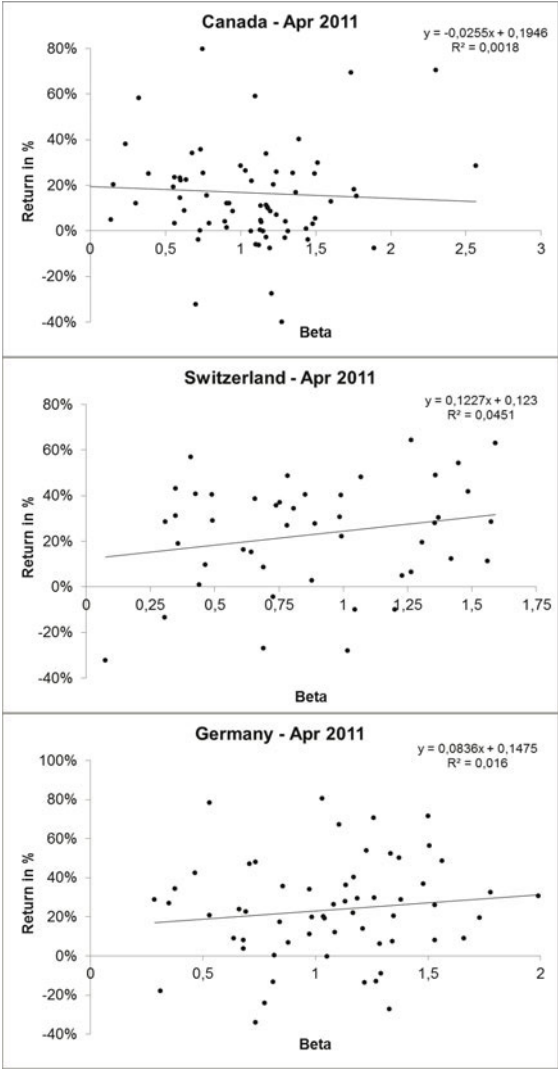 Canada - Apr 2011
y = -0,0255x + 0,1946
R² = 0,0018
80%
60%
40%
20%
0%
-20%
-40%
Return in %
0 0,5 1 1,5 2 2,5 3
Beta
Switzerland - Apr 2011
y = 0,1227x + 0,123
R² = 0,0451
80%
60%
40%
20%
0%
-20%
-40%
Return in %
0 0,25 0,5 0,75 1 1,25 1,5 1,75
Beta
Germany - Apr 2011
y = 0,0836x + 0,1475
R² = 0,016
100%
80%
60%
40%
20%
0%
-20%
-40%
Return in %
0 0,5 1 1,5 2
Beta